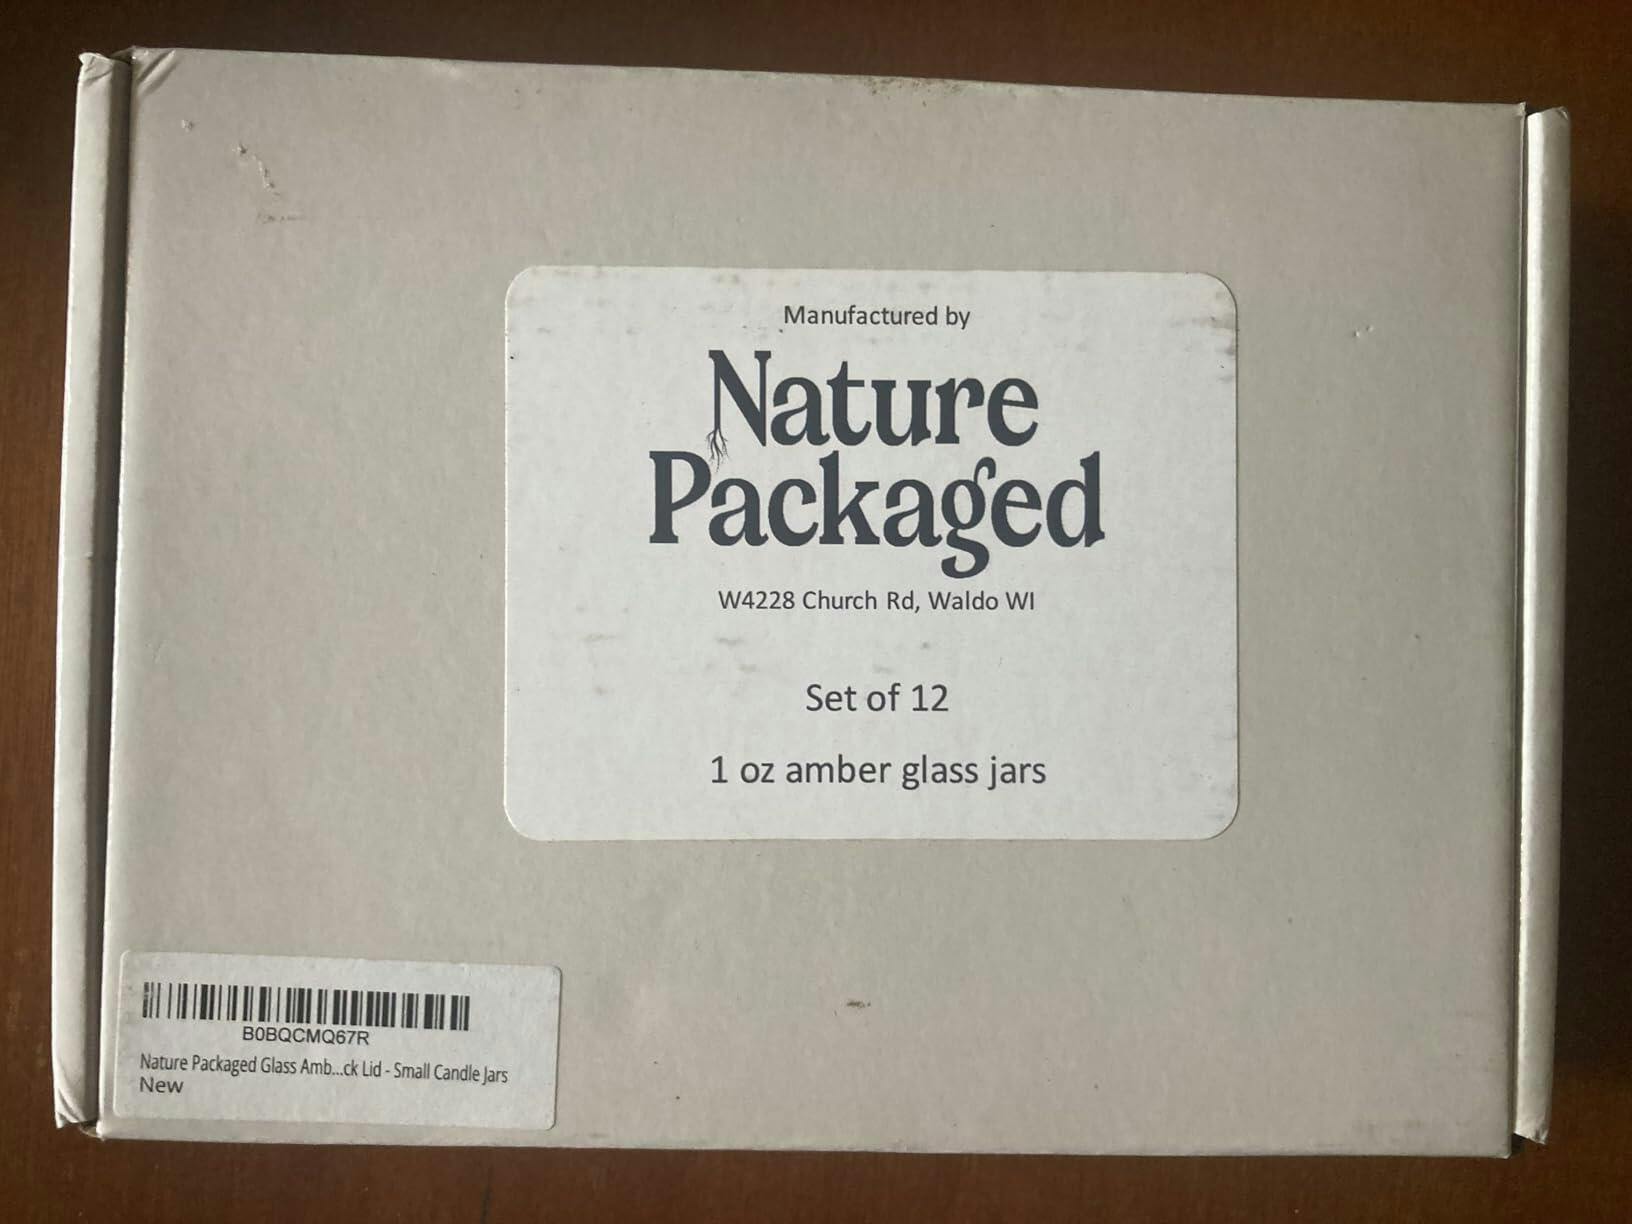 Manufactured by
Nature
Packaged
W4228 Church Rd, Waldo WI
Set of 12
1 oz amber glass jars
B0BQCMQ67R
Nature Packaged Glass Amb...ck Lid - Small Candle Jars
New